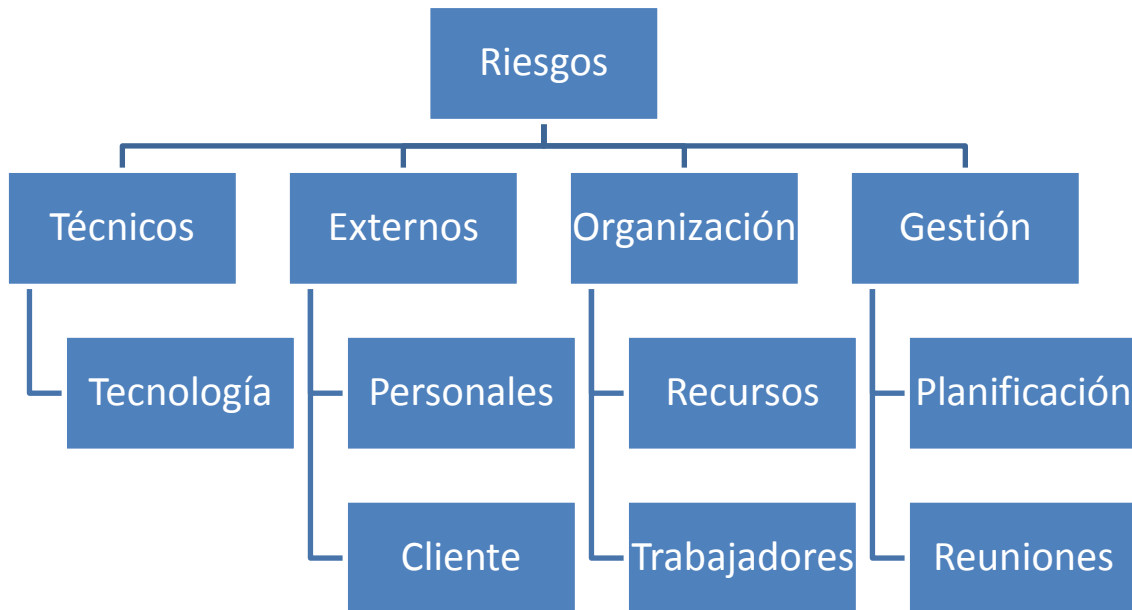 Riesgos
Técnicos
Externos
Organización
Gestión
Tecnología
Personales
Recursos
Planificación
Cliente
Trabajadores
Reuniones